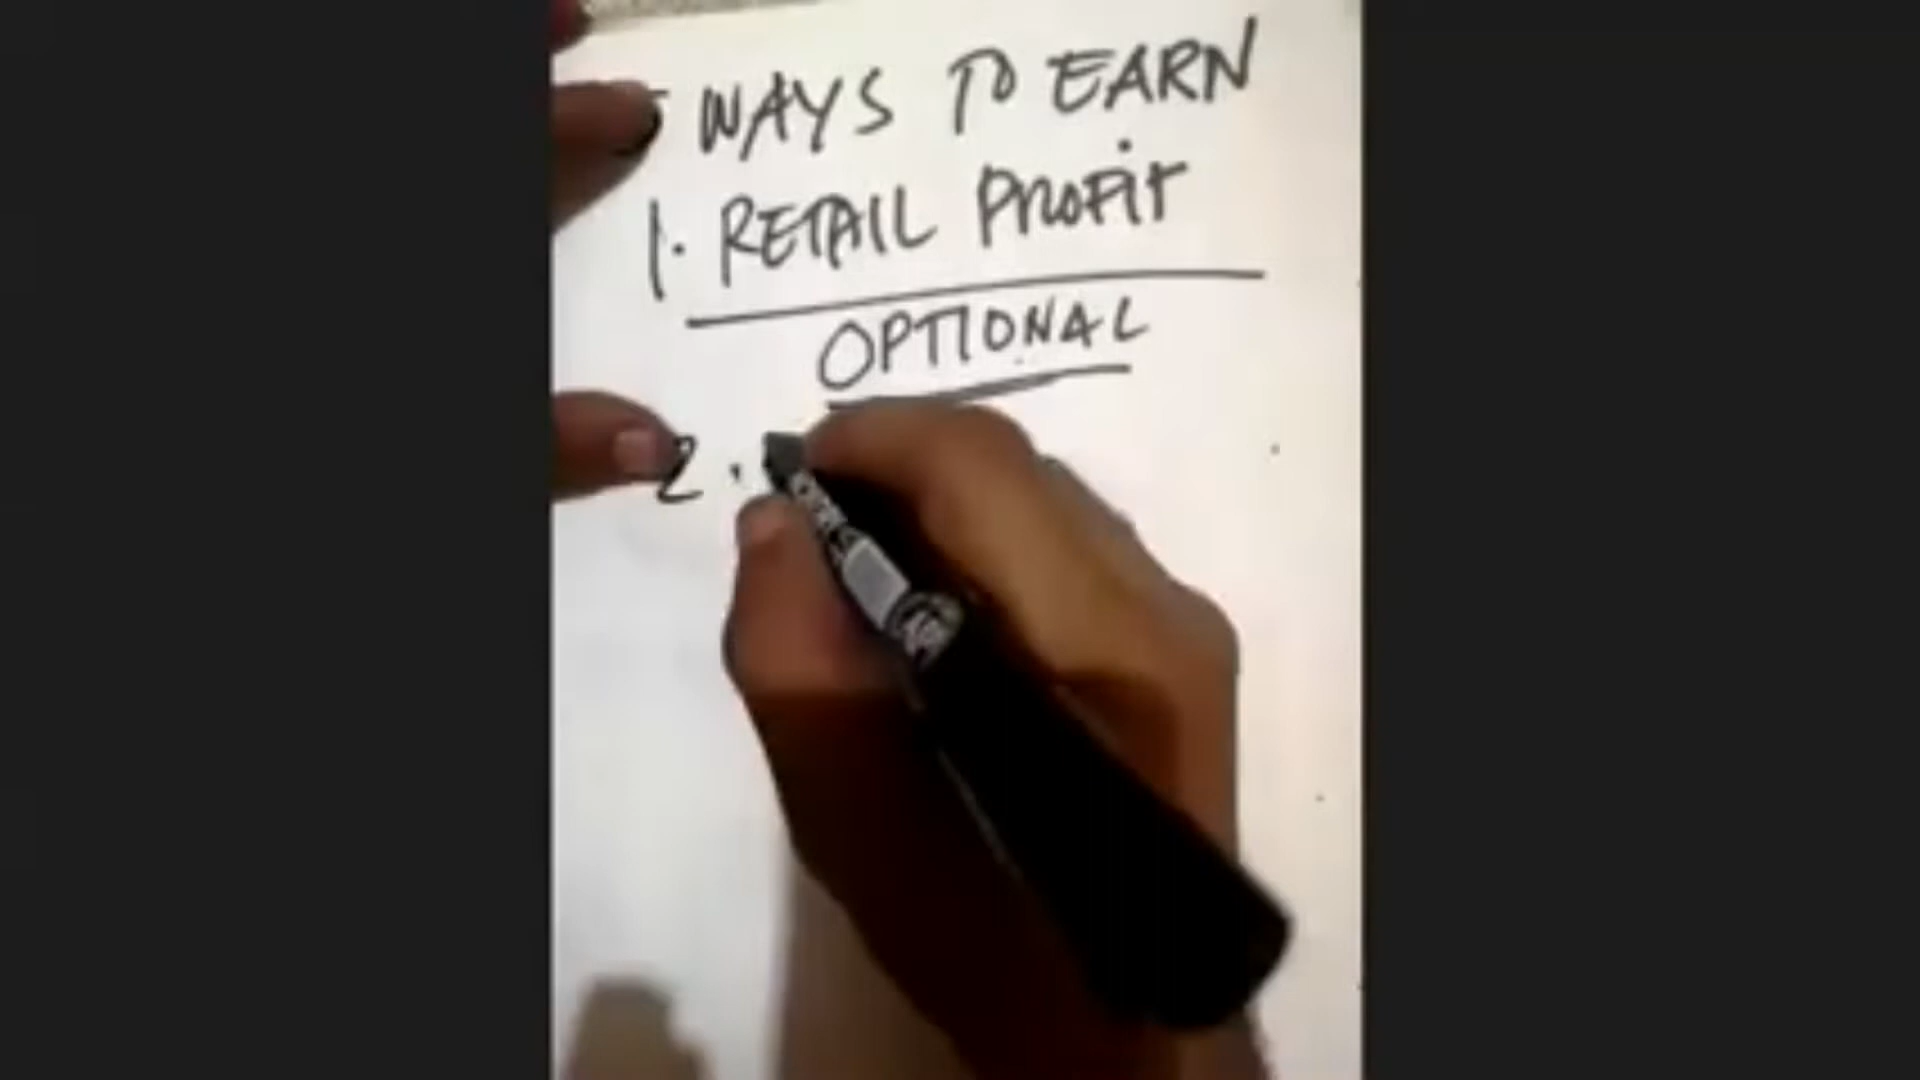 WAYS TO EARN
1. RETAIL PROFIT
OPTIONAL
2.